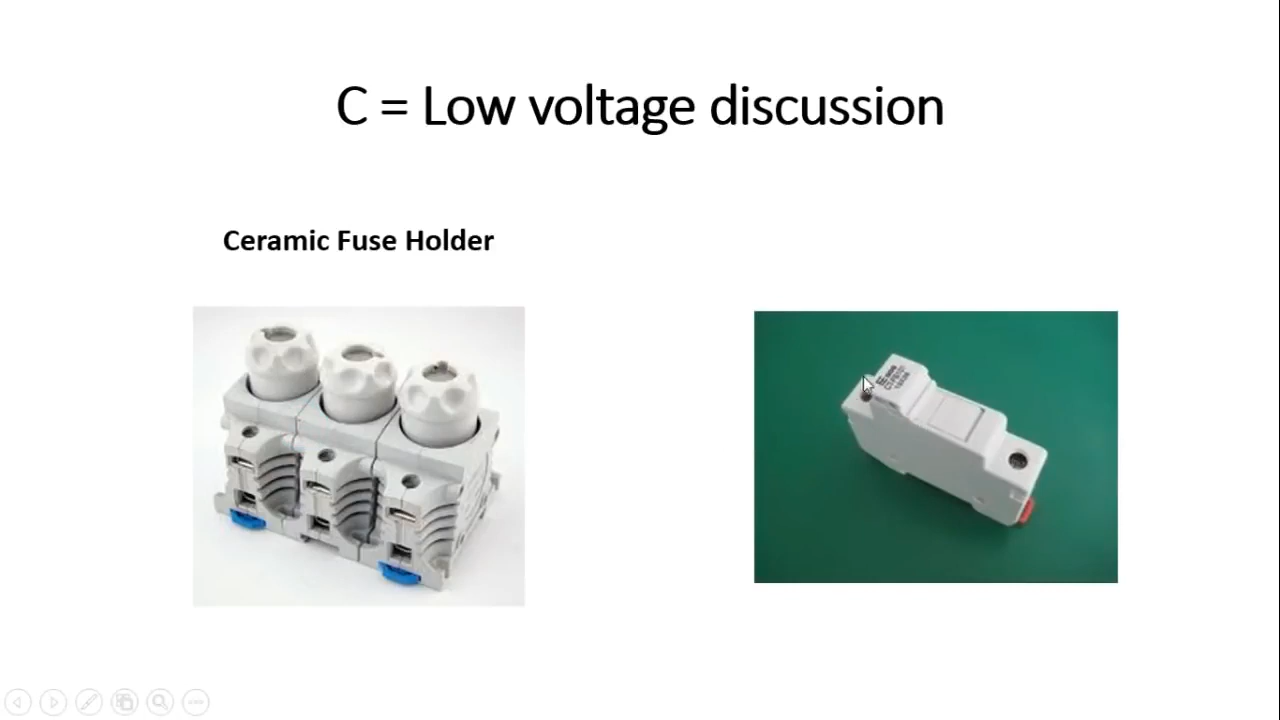 C = Low voltage discussion
Ceramic Fuse Holder